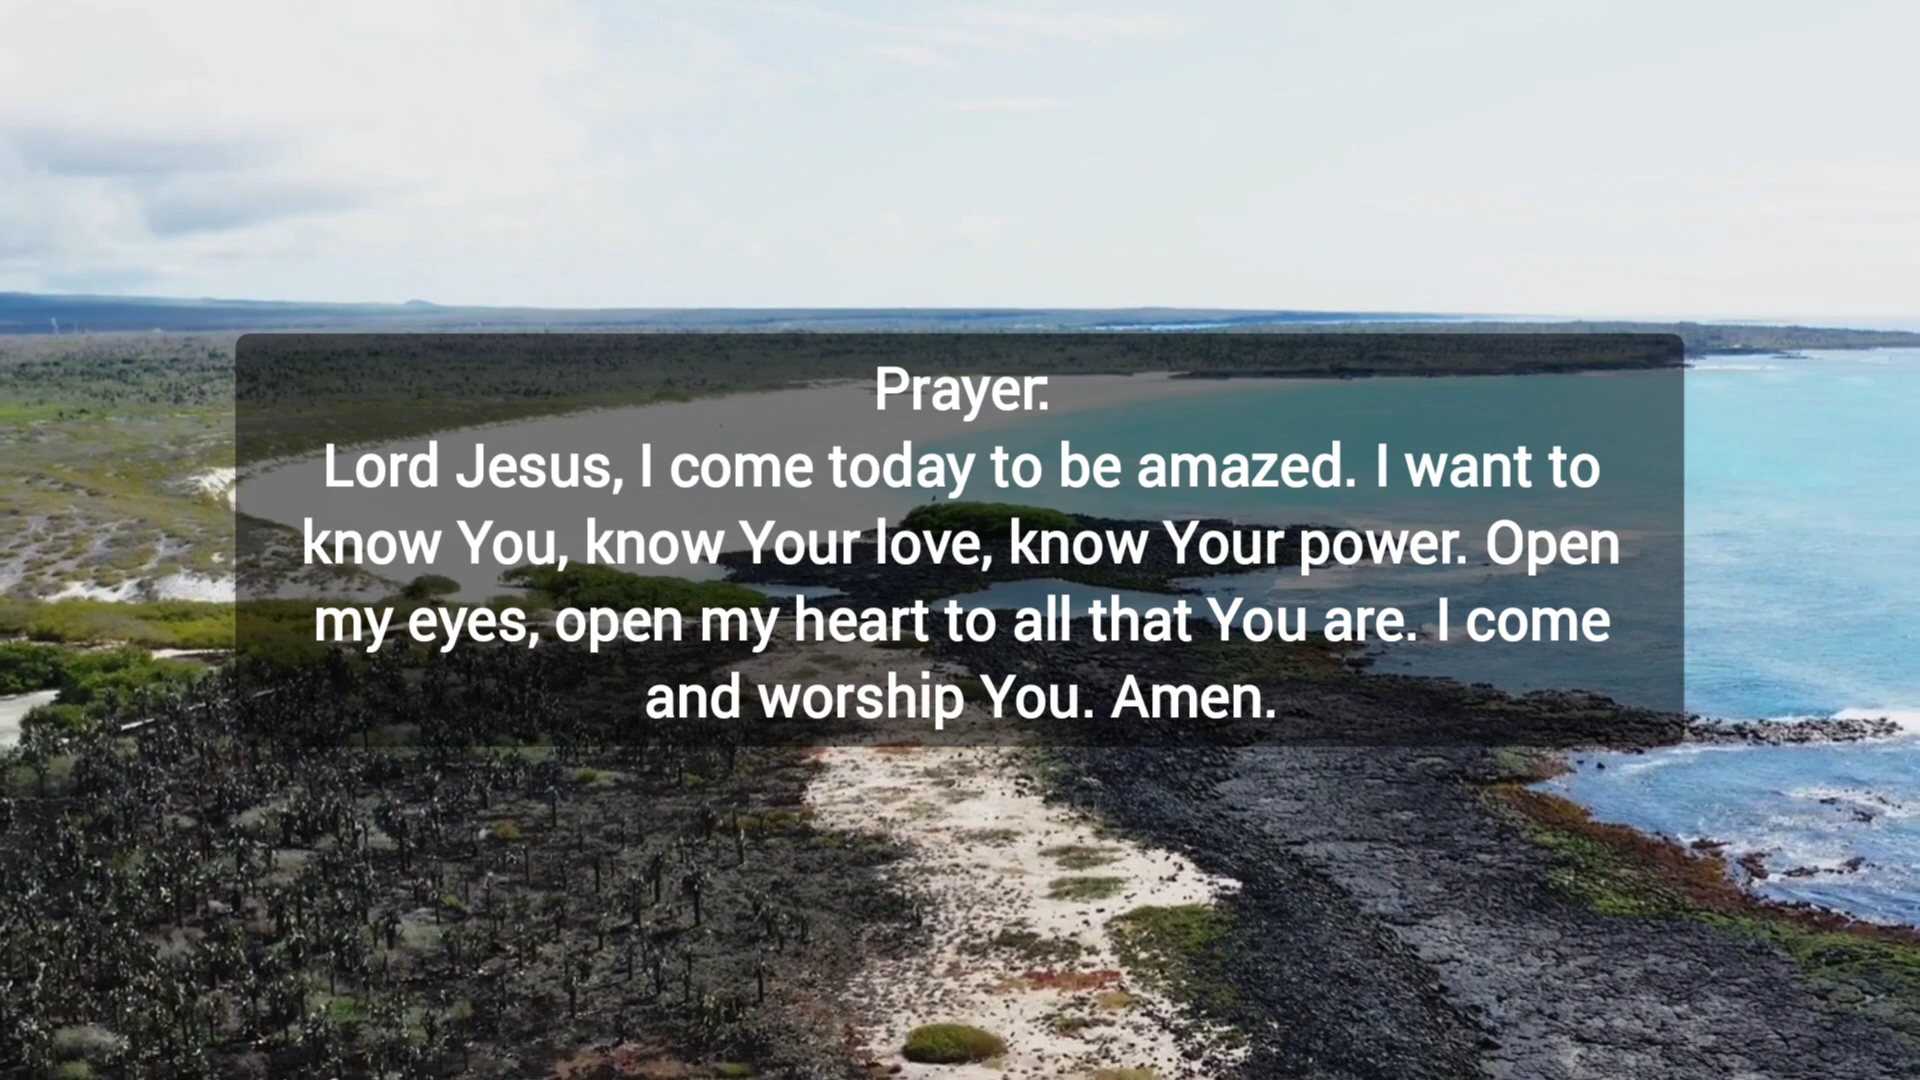 Prayer:
Lord Jesus, I come today to be amazed. I want to
know You, know Your love, know Your power. Open
my eyes, open my heart to all that You are. I come
and worship You. Amen.